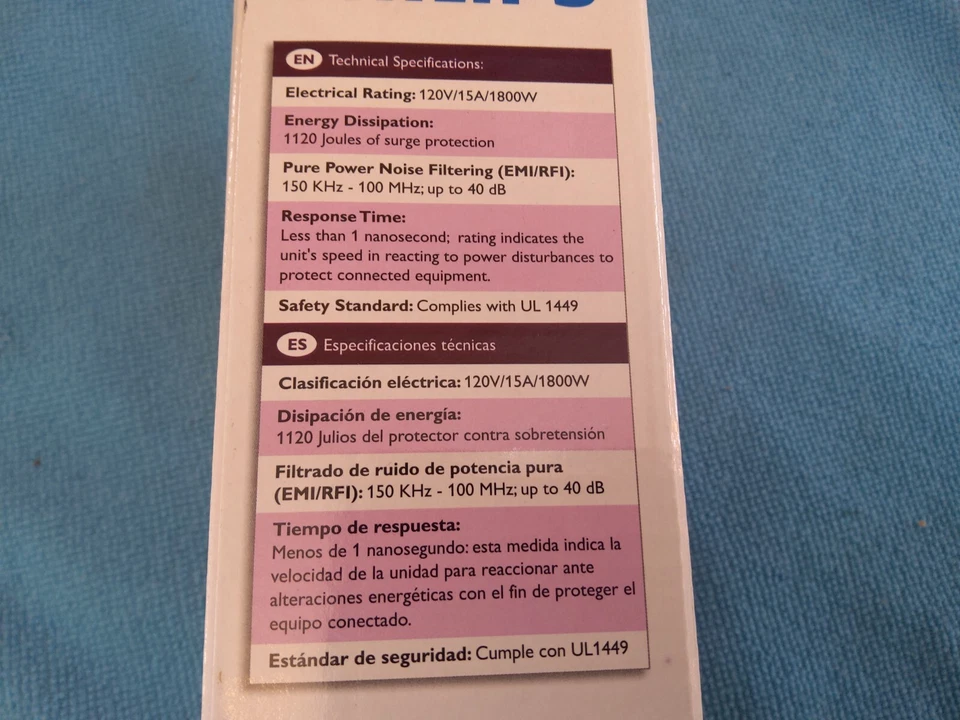 EN Technical Specifications:
Electrical Rating: 120V/15A/1800W
Energy Dissipation:
1120 Joules of surge protection
Pure Power Noise Filtering (EMI/RFI):
150 KHz - 100 MHz; up to 40 dB
Response Time:
Less than 1 nanosecond; rating indicates the
unit's speed in reacting to power disturbances to
protect connected equipment.
Safety Standard: Complies with UL 1449
ES Especificaciones técnicas
Clasificación eléctrica: 120V/15A/1800W
Disipación de energía:
1120 Julios del protector contra sobretensión
Filtrado de ruido de potencia pura
(EMI/RFI): 150 KHz - 100 MHz; up to 40 dB
Tiempo de respuesta:
Menos de 1 nanosegundo: esta medida indica la
velocidad de la unidad para reaccionar ante
alteraciones energéticas con el fin de proteger el
equipo conectado.
Estándar de seguridad: Cumple con UL1449